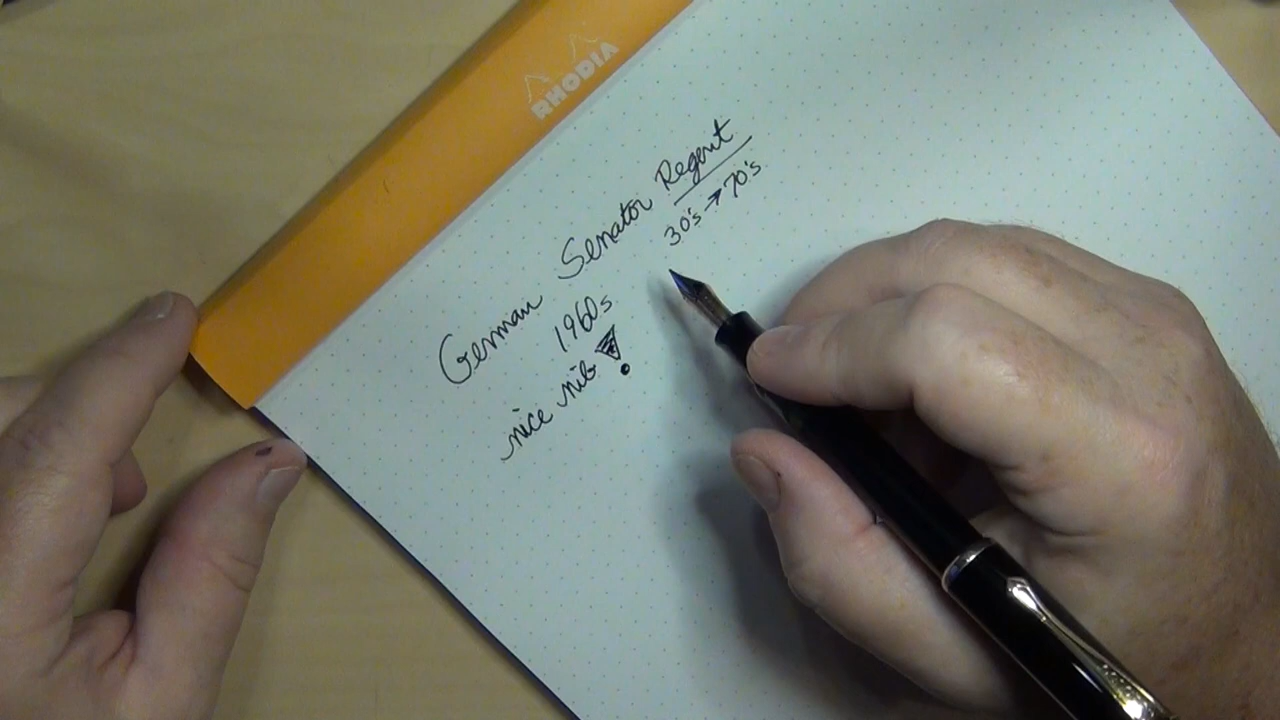 RHODIA
German Senator Regent
30's → 70's
1960s
nice nib!